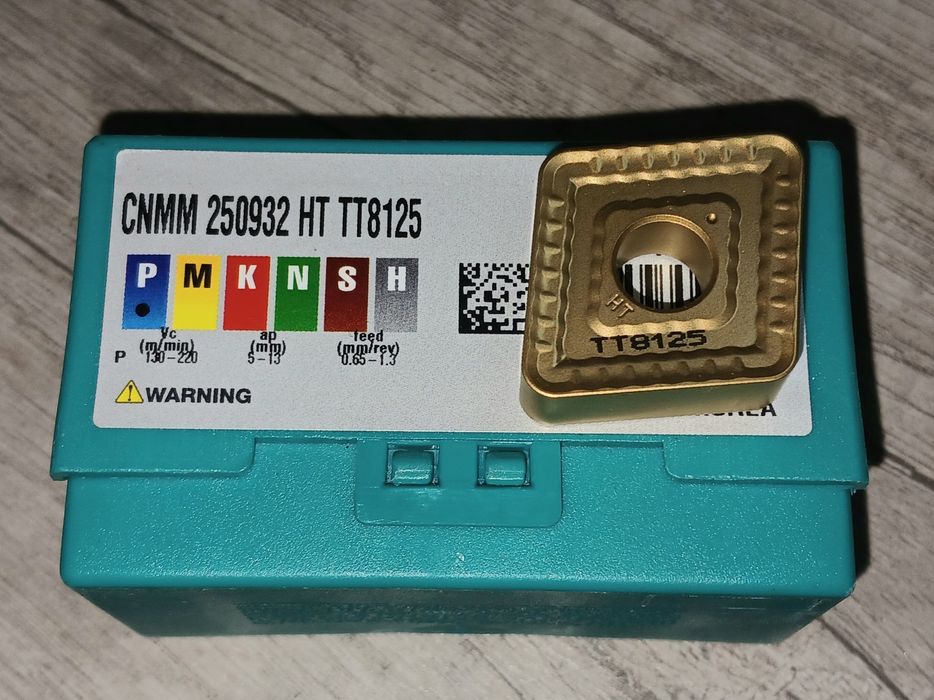 CNMM 250932 HT TT8125
P M K N S H
Vc ap feed
(m/min) (mm) (mm/rev)
P 130-220 5-13 0.65-1.3
WARNING
HT
TT8125